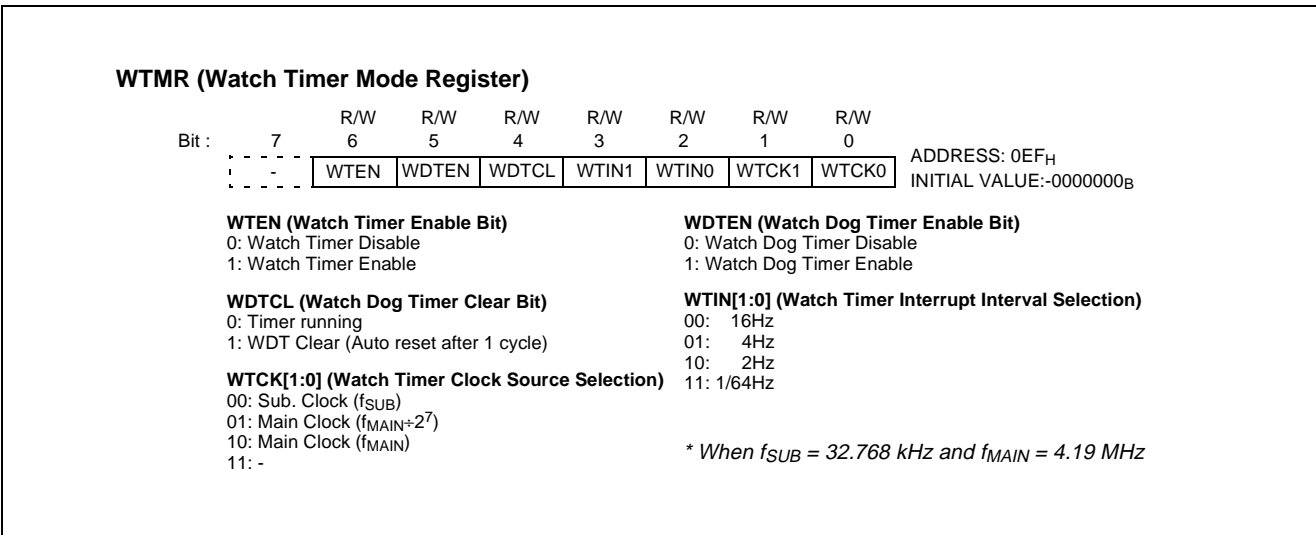 WTMR (Watch Timer Mode Register)
R/W R/W R/W R/W R/W R/W R/W
Bit : 7 6 5 4 3 2 1 0
- WTEN WDTEN WDTCL WTIN1 WTIN0 WTCK1 WTCK0
ADDRESS: 0EFH
INITIAL VALUE:-0000000B
WTEN (Watch Timer Enable Bit)
0: Watch Timer Disable
1: Watch Timer Enable
WDTEN (Watch Dog Timer Enable Bit)
0: Watch Dog Timer Disable
1: Watch Dog Timer Enable
WDTCL (Watch Dog Timer Clear Bit)
0: Timer running
1: WDT Clear (Auto reset after 1 cycle)
WTIN[1:0] (Watch Timer Interrupt Interval Selection)
00: 16Hz
01: 4Hz
10: 2Hz
11: 1/64Hz
WTCK[1:0] (Watch Timer Clock Source Selection)
00: Sub. Clock (fSUB)
01: Main Clock (fMAIN÷2⁷)
10: Main Clock (fMAIN)
11: -
* When fSUB = 32.768 kHz and fMAIN = 4.19 MHz